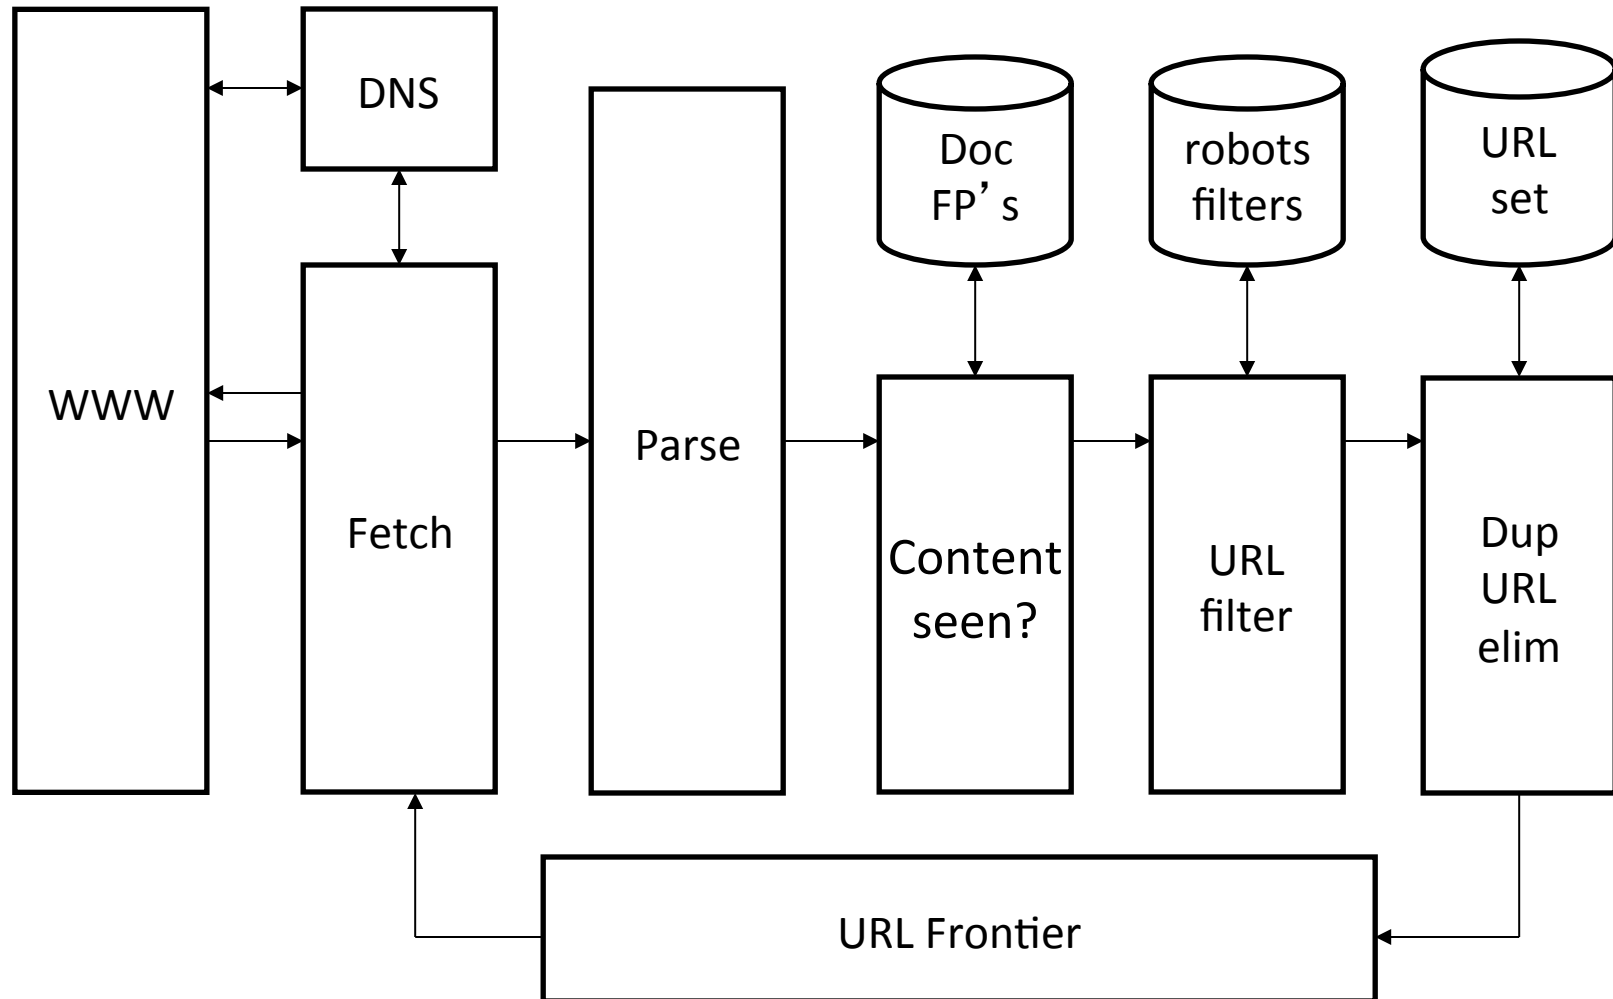 WWW
DNS
Fetch
Parse
Doc
FP’ s
Content
seen?
robots
filters
URL
filter
URL
set
Dup
URL
elim
URL Frontier